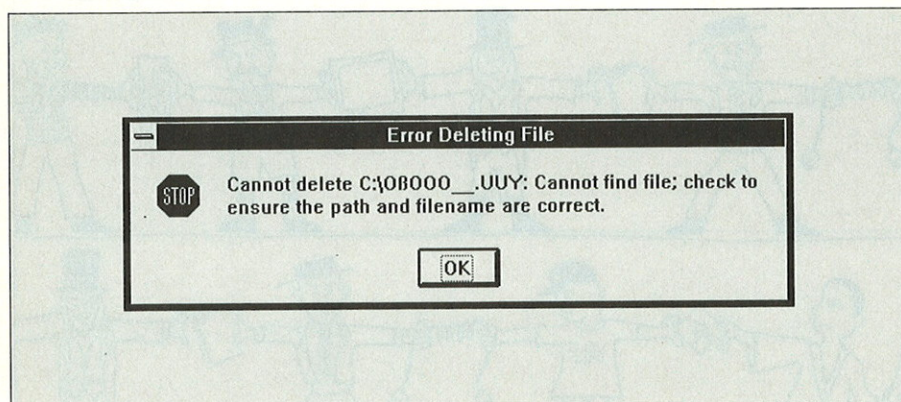 Error Deleting File
STOP
Cannot delete C:\OßOOO__.UUY: Cannot find file; check to
ensure the path and filename are correct.
OK